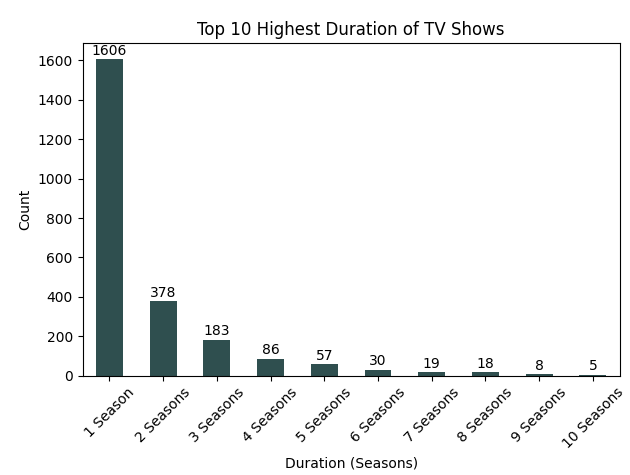 Top 10 Highest Duration of TV Shows
1606
1600
1400
1200
1000
800
600
400
200
0
378
183
86
57
30
19
18
8
5
Count
1 Season
2 Seasons
3 Seasons
4 Seasons
5 Seasons
6 Seasons
7 Seasons
8 Seasons
9 Seasons
10 Seasons
Duration (Seasons)